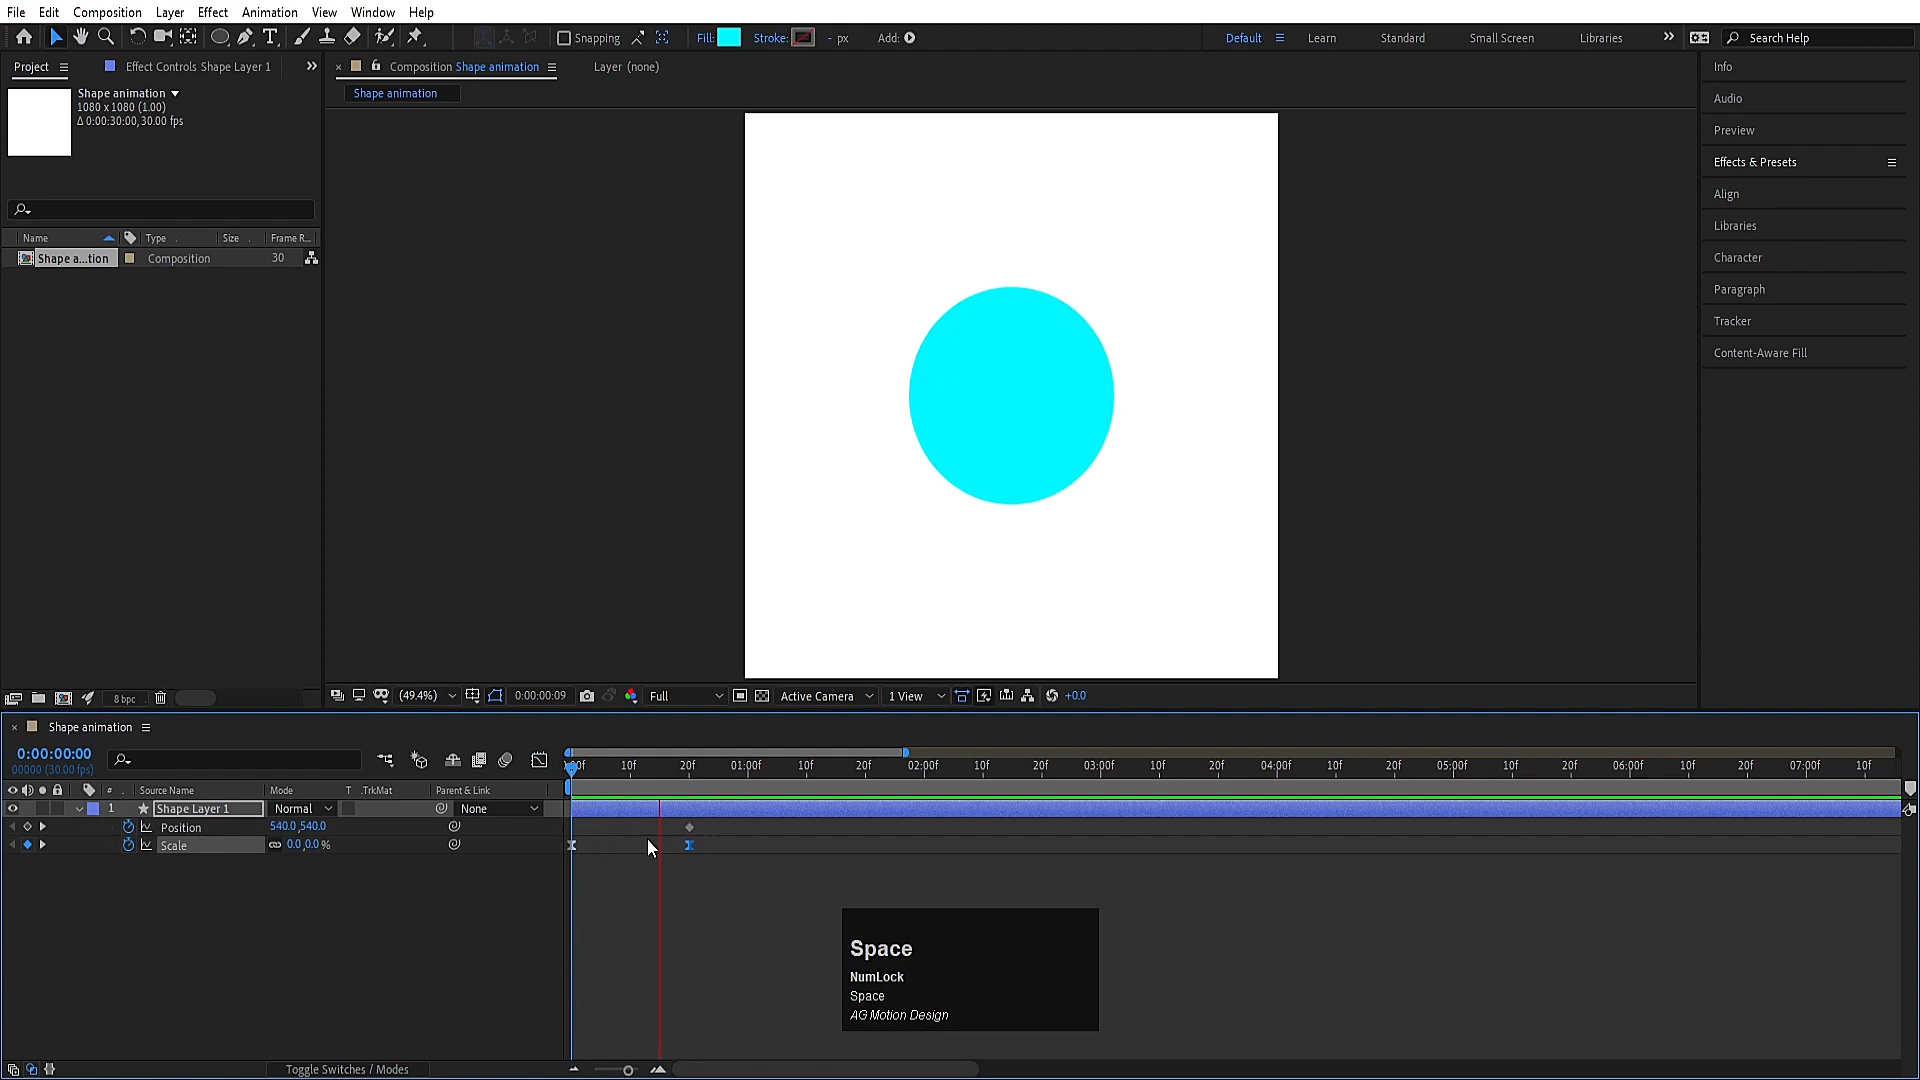 File Edit Composition Layer Effect Animation View Window Help
Snapping Fill: Stroke: - px Add: Default Learn Standard Small Screen Libraries Search Help
Project Effect Controls Shape Layer 1 Composition Shape animation Layer (none) Info
Shape animation
1080 x 1080 (1.00)
Δ 0:00:30:00, 30.00 fps
Shape animation
Audio
Preview
Effects & Presets
Align
Libraries
Character
Paragraph
Tracker
Content-Aware Fill
Name Type Size Frame R...
Shape a...tion Composition 30
8 bpc (49.4%) 0:00:00:09 Full Active Camera 1 View +0.0
Shape animation
0:00:00:00
00000 (30.00 fps)
10f 20f 01:00f 10f 20f 02:00f 10f 20f 03:00f 10f 20f 04:00f 10f 20f 05:00f 10f 20f 06:00f 10f 20f 07:00f 10f
# Source Name Mode T .TrkMat Parent & Link
1 Shape Layer 1 Normal None
Position 540.0,540.0
Scale 0.0,0.0 %
Space
NumLock
Space
AG Motion Design
Toggle Switches / Modes